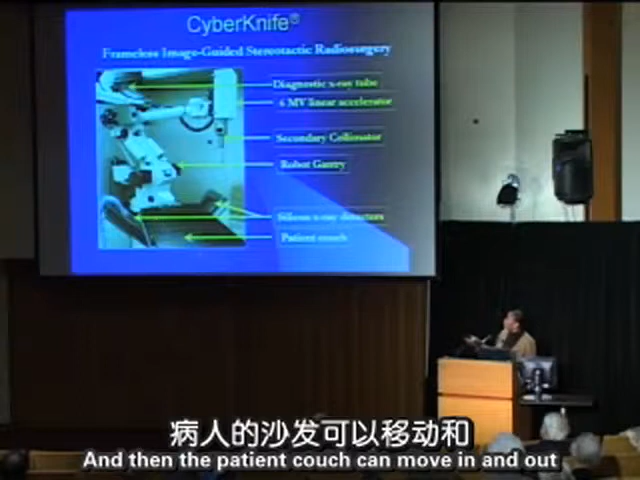 CyberKnife®
Frameless Image-Guided Stereotactic Radiosurgery
Diagnostic x-ray tube
6 MV linear accelerator
Secondary Collimator
Robot Gantry
Silicon x-ray detectors
Patient couch
病人的沙发可以移动和
And then the patient couch can move in and out